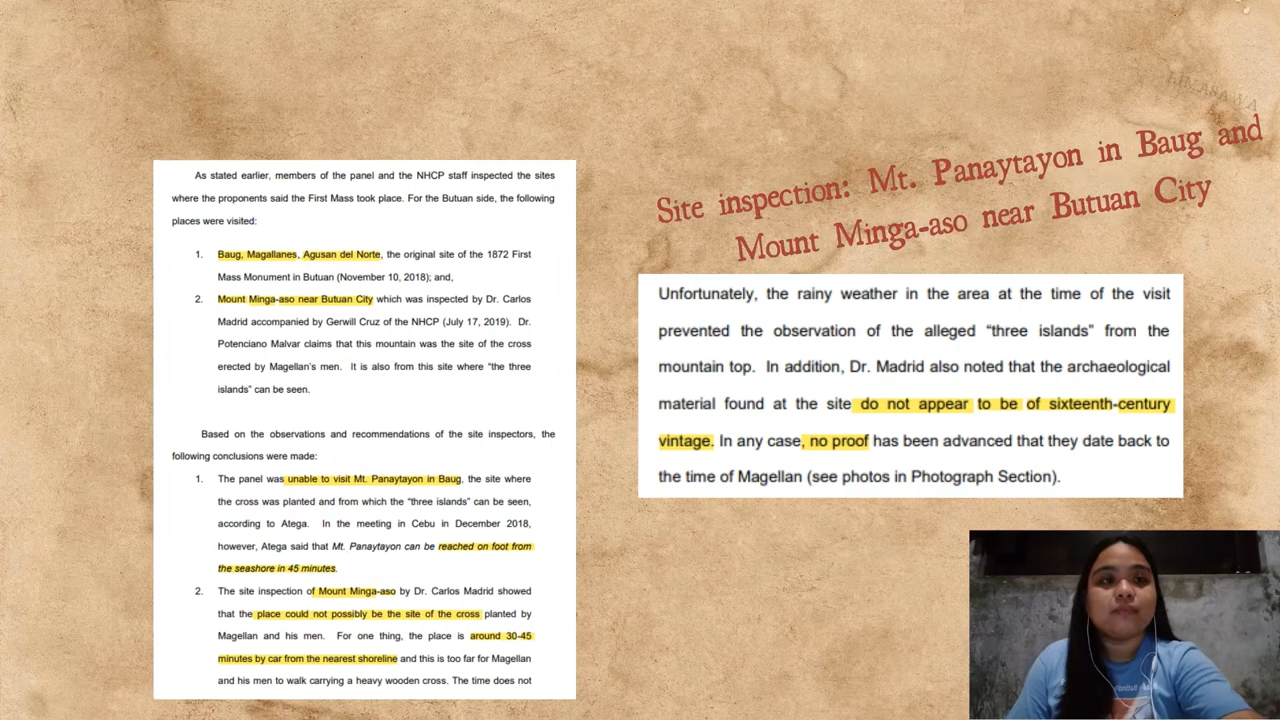 LIMASAWA
Site inspection: Mt. Panaytayon in Baug and
Mount Minga-aso near Butuan City
As stated earlier, members of the panel and the NHCP staff inspected the sites
where the proponents said the First Mass took place. For the Butuan side, the following
places were visited:
1. Baug, Magallanes, Agusan del Norte, the original site of the 1872 First
Mass Monument in Butuan (November 10, 2018); and,
2. Mount Minga-aso near Butuan City which was inspected by Dr. Carlos
Madrid accompanied by Gerwill Cruz of the NHCP (July 17, 2019). Dr.
Potenciano Malvar claims that this mountain was the site of the cross
erected by Magellan's men. It is also from this site where “the three
islands” can be seen.
Based on the observations and recommendations of the site inspectors, the
following conclusions were made:
1. The panel was unable to visit Mt. Panaytayon in Baug, the site where
the cross was planted and from which the “three islands” can be seen,
according to Atega. In the meeting in Cebu in December 2018,
however, Atega said that Mt. Panaytayon can be reached on foot from
the seashore in 45 minutes.
2. The site inspection of Mount Minga-aso by Dr. Carlos Madrid showed
that the place could not possibly be the site of the cross planted by
Magellan and his men. For one thing, the place is around 30-45
minutes by car from the nearest shoreline and this is too far for Magellan
and his men to walk carrying a heavy wooden cross. The time does not
Unfortunately, the rainy weather in the area at the time of the visit
prevented the observation of the alleged “three islands” from the
mountain top. In addition, Dr. Madrid also noted that the archaeological
material found at the site do not appear to be of sixteenth-century
vintage. In any case, no proof has been advanced that they date back to
the time of Magellan (see photos in Photograph Section).